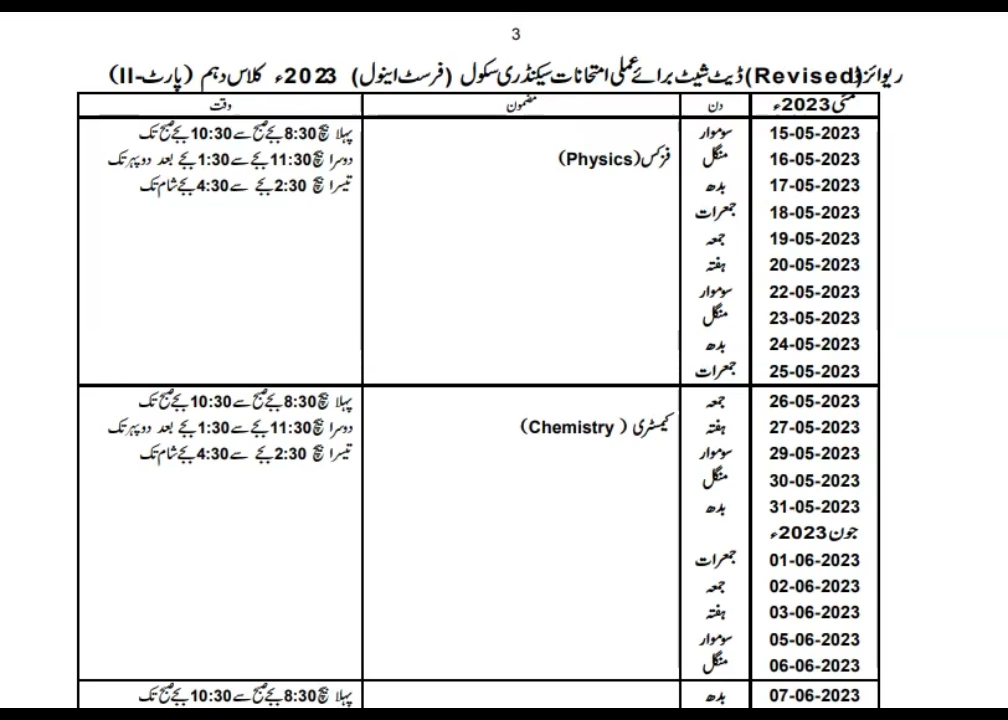 3
ریوائزڈ(Revised) ڈیٹ شیٹ برائے عملی امتحانات سیکنڈری سکول (فرسٹ اینول) 2023ء کلاس دہم (پارٹ-II)
مئی 2023ء دن مضمون وقت
15-05-2023 سوموار پہلا بیچ 8:30 بجے صبح سے 10:30 بجے صبح تک
16-05-2023 منگل فزکس (Physics) دوسرا بیچ 11:30 بجے سے 1:30 بجے بعد دوپہر تک
17-05-2023 بدھ تیسرا بیچ 2:30 بجے سے 4:30 بجے شام تک
18-05-2023 جمعرات
19-05-2023 جمعہ
20-05-2023 ہفتہ
22-05-2023 سوموار
23-05-2023 منگل
24-05-2023 بدھ
25-05-2023 جمعرات
26-05-2023 جمعہ پہلا بیچ 8:30 بجے صبح سے 10:30 بجے صبح تک
27-05-2023 ہفتہ کیمسٹری (Chemistry) دوسرا بیچ 11:30 بجے سے 1:30 بجے بعد دوپہر تک
29-05-2023 سوموار تیسرا بیچ 2:30 بجے سے 4:30 بجے شام تک
30-05-2023 منگل
31-05-2023 بدھ
جون 2023ء
01-06-2023 جمعرات
02-06-2023 جمعہ
03-06-2023 ہفتہ
05-06-2023 سوموار
06-06-2023 منگل
07-06-2023 بدھ پہلا بیچ 8:30 بجے صبح سے 10:30 بجے صبح تک